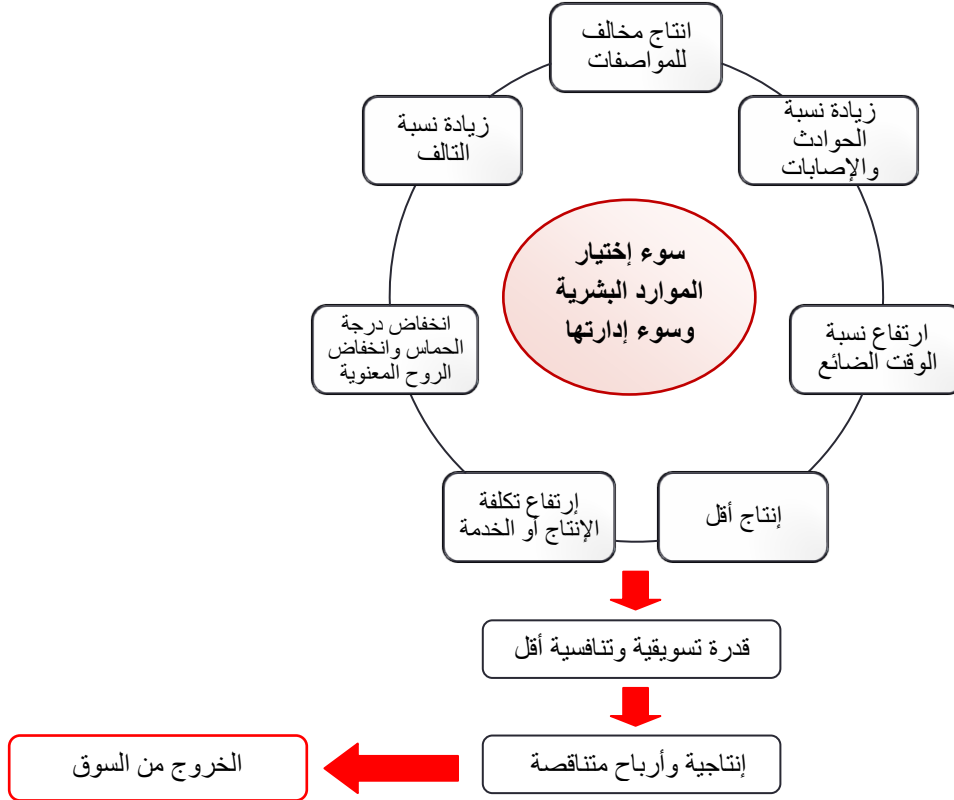 انتاج مخالف
للمواصفات
زيادة نسبة
الحوادث
والإصابات
زيادة نسبة
التالف
سوء إختيار
الموارد البشرية
وسوء إدارتها
ارتفاع نسبة
الوقت الضائع
انخفاض درجة
الحماس وانخفاض
الروح المعنوية
إنتاج أقل
إرتفاع تكلفة
الإنتاج أو الخدمة
قدرة تسويقية وتنافسية أقل
إنتاجية وأرباح متناقصة
الخروج من السوق